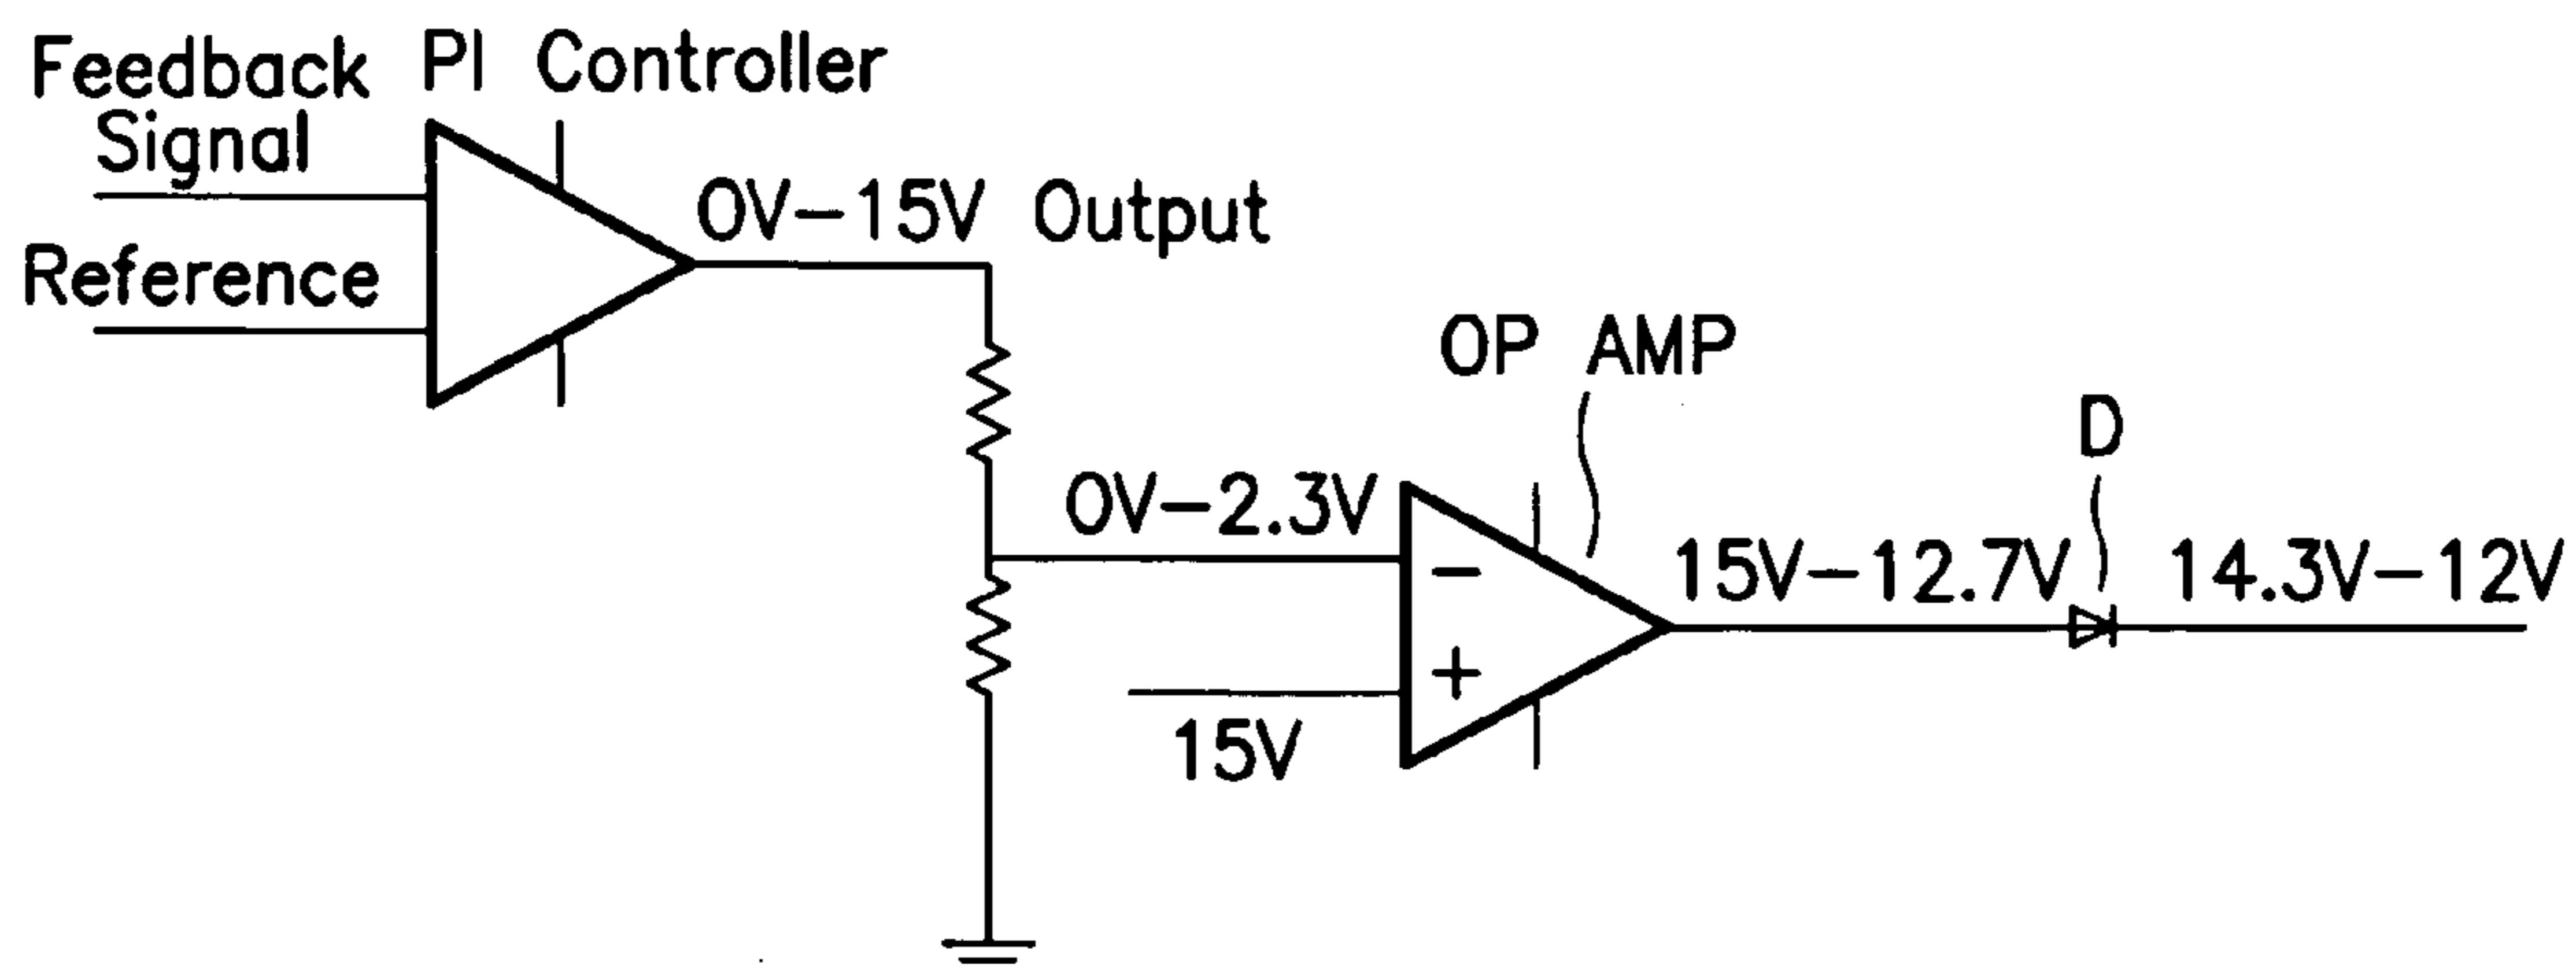 Feedback
Signal
PI Controller
Reference
0V-15V Output
OP AMP
D
0V-2.3V
-
+
15V
15V-12.7V
14.3V-12V